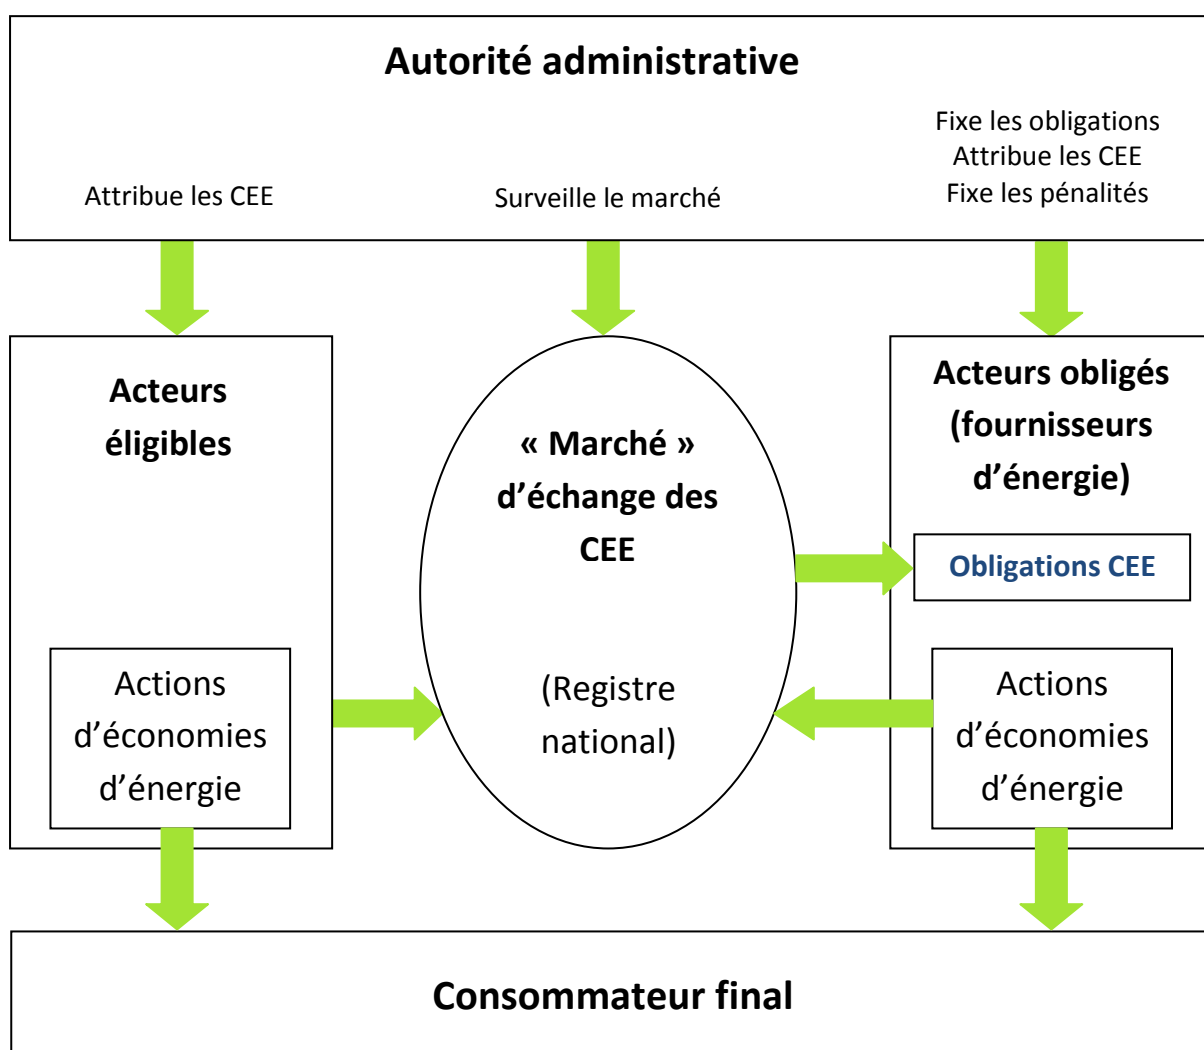 Autorité administrative
Attribue les CEE
Surveille le marché
Fixe les obligations
Attribue les CEE
Fixe les pénalités
Acteurs
éligibles
Actions
d’économies
d’énergie
« Marché »
d’échange des
CEE
(Registre
national)
Acteurs obligés
(fournisseurs
d’énergie)
Obligations CEE
Actions
d’économies
d’énergie
Consommateur final